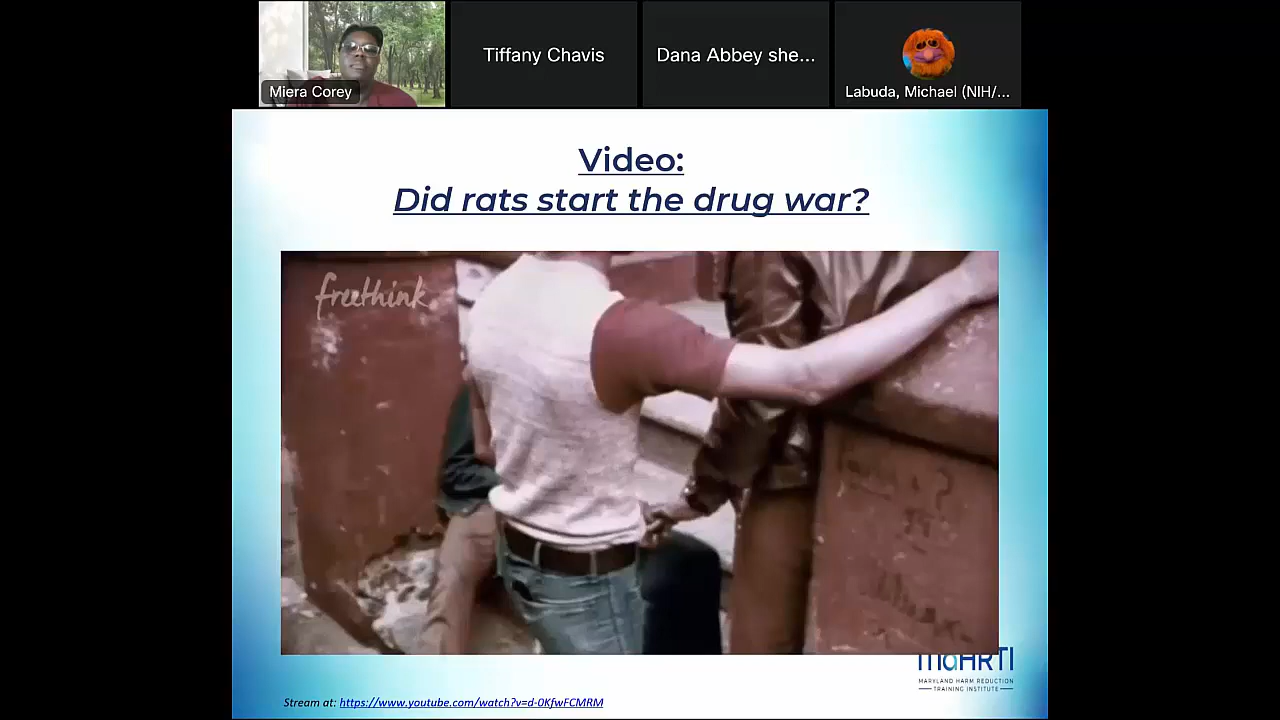 Miera Corey
Tiffany Chavis
Dana Abbey she...
Labuda, Michael (NIH/...
Video:
Did rats start the drug war?
freethink
MaHRTI
MARYLAND HARM REDUCTION
TRAINING INSTITUTE
Stream at: https://www.youtube.com/watch?v=d-0KfwFCMRM